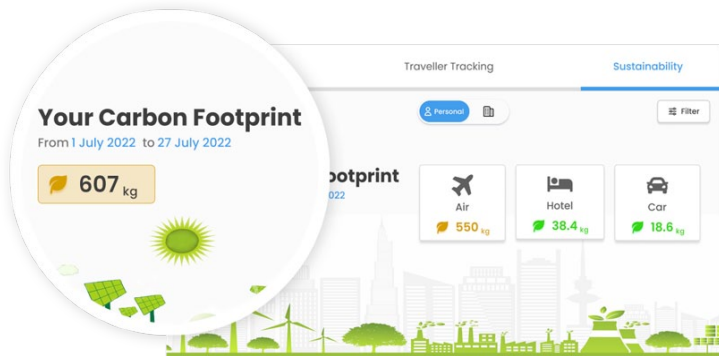 Traveller Tracking
Sustainability
Your Carbon Footprint
From 1 July 2022 to 27 July 2022
607 kg
Personal
Filter
ootprint
022
Air
550 kg
Hotel
38.4 kg
Car
18.6 kg